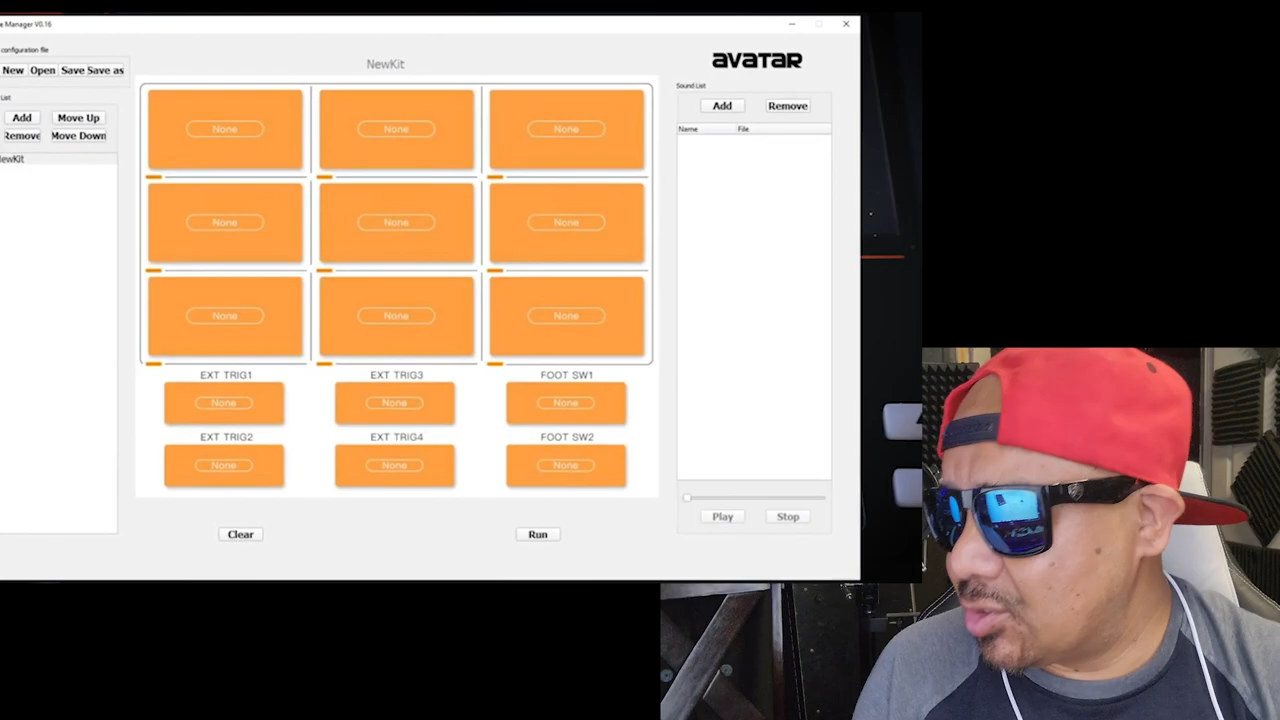 e Manager V0.16
configuration file
New Open Save Save as
NewKit
AVATAR
Sound List
List
Add Move Up
Remove Move Down
NewKit
Add Remove
Name File
None None None
None None None
None None None
EXT TRIG1 EXT TRIG3 FOOT SW1
None None None
EXT TRIG2 EXT TRIG4 FOOT SW2
None None None
Play Stop
Clear Run